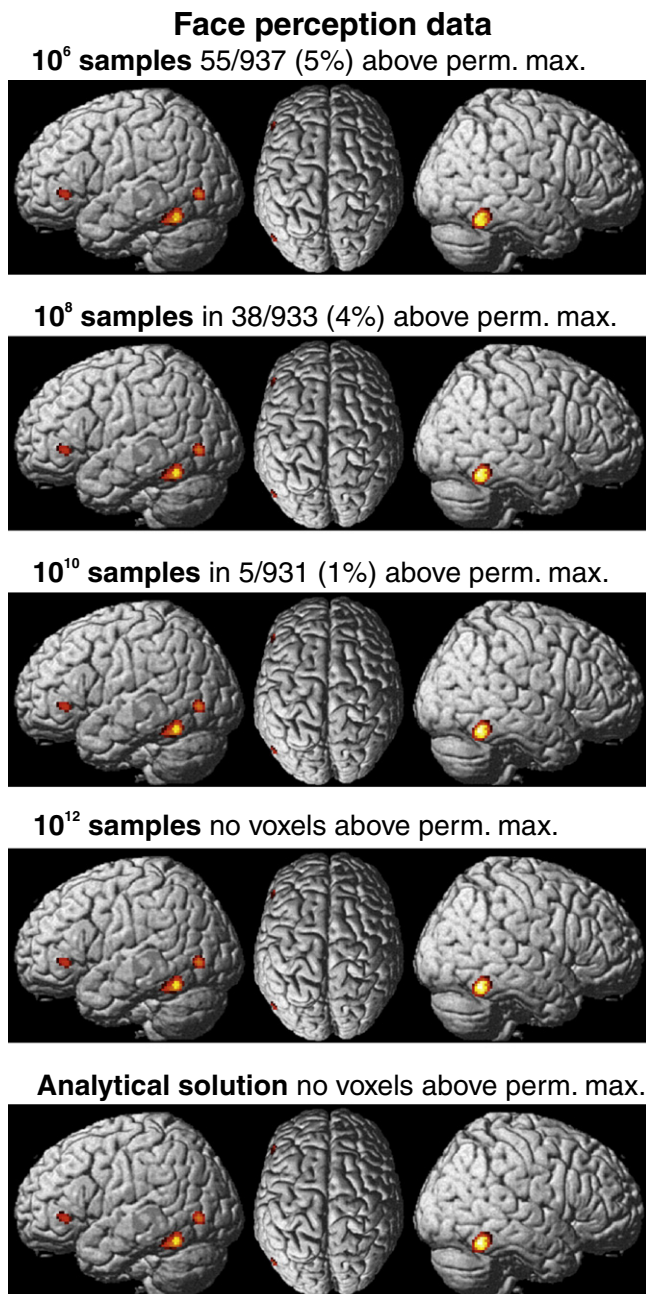 Face perception data
10⁶ samples 55/937 (5%) above perm. max.
10⁸ samples in 38/933 (4%) above perm. max.
10¹⁰ samples in 5/931 (1%) above perm. max.
10¹² samples no voxels above perm. max.
Analytical solution no voxels above perm. max.